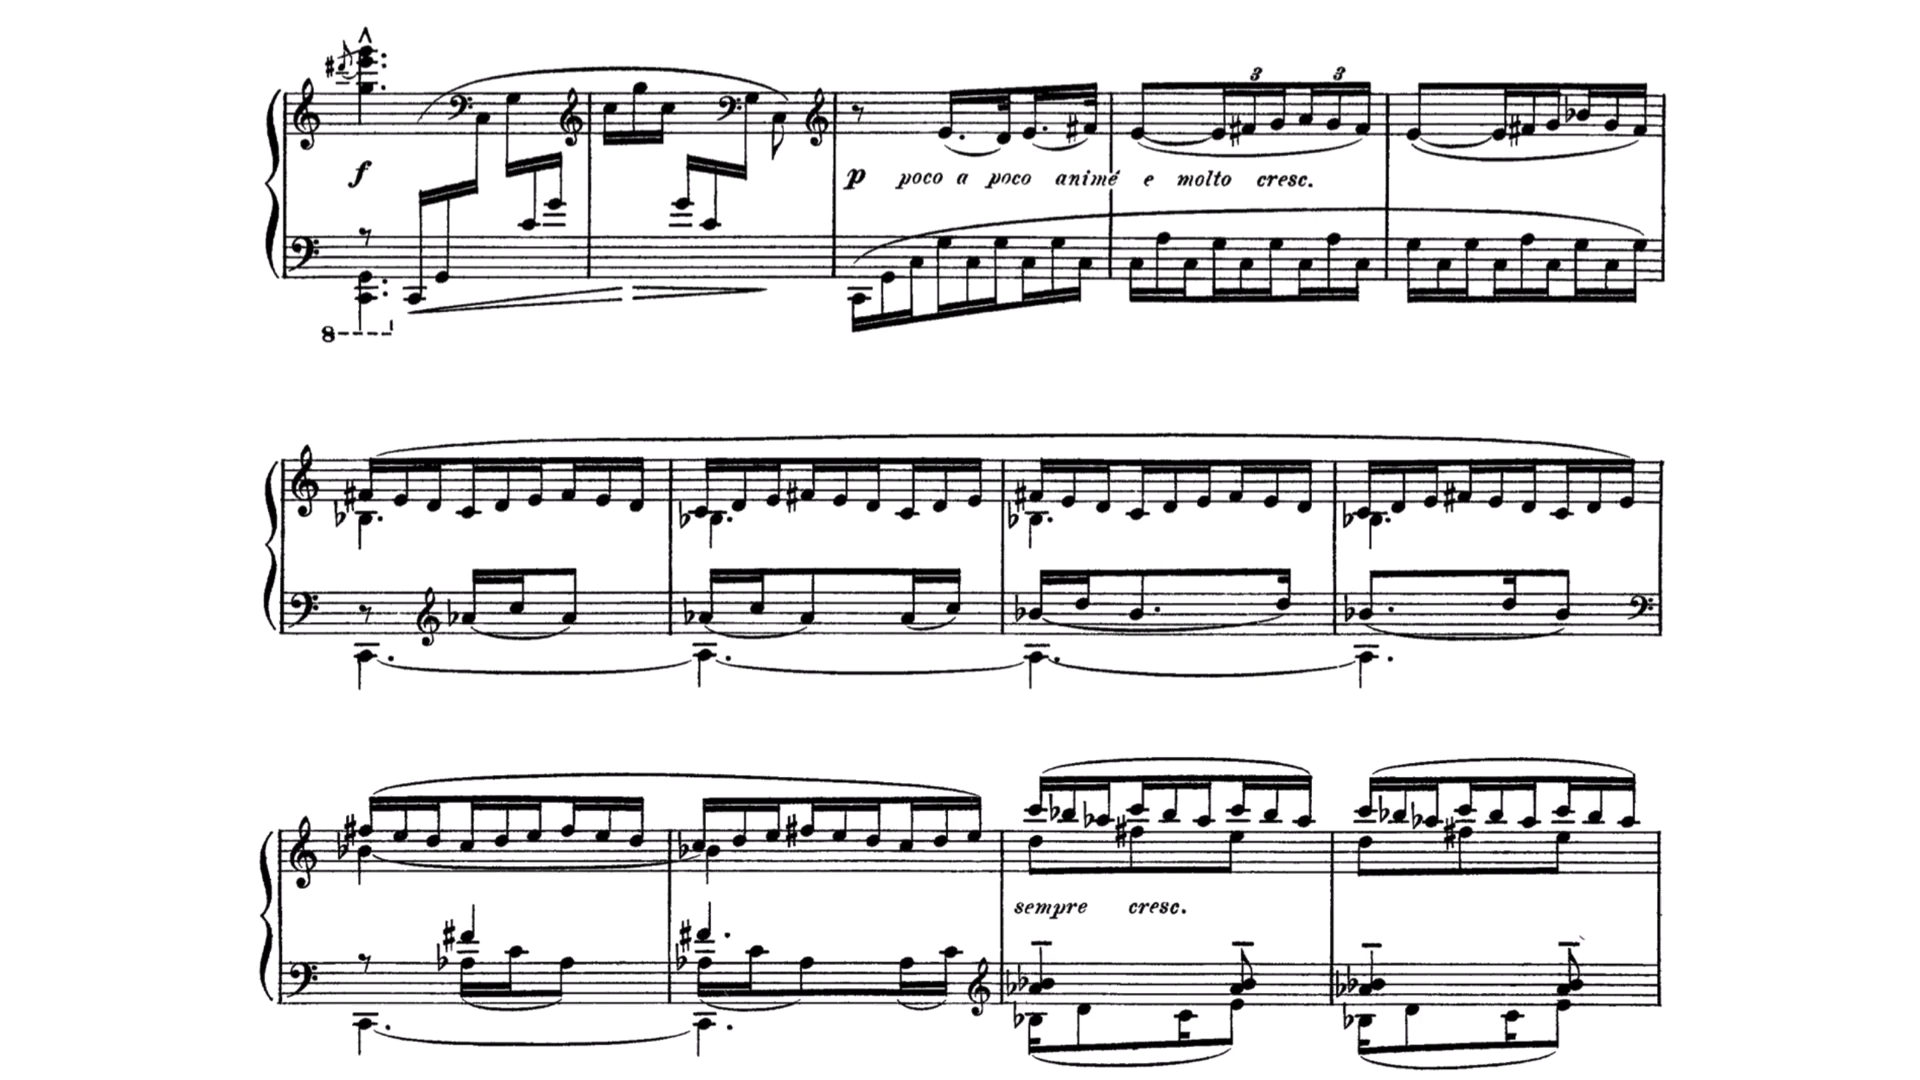 3 3
f
p poco a poco animé e molto cresc.
8
sempre cresc.